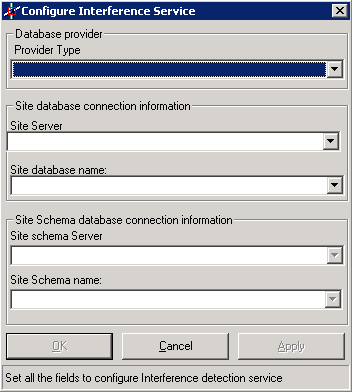 Configure Interference Service
Database provider
Provider Type
Site database connection information
Site Server
Site database name:
Site Schema database connection information
Site schema Server
Site Schema name:
OK
Cancel
Apply
Set all the fields to configure Interference detection service